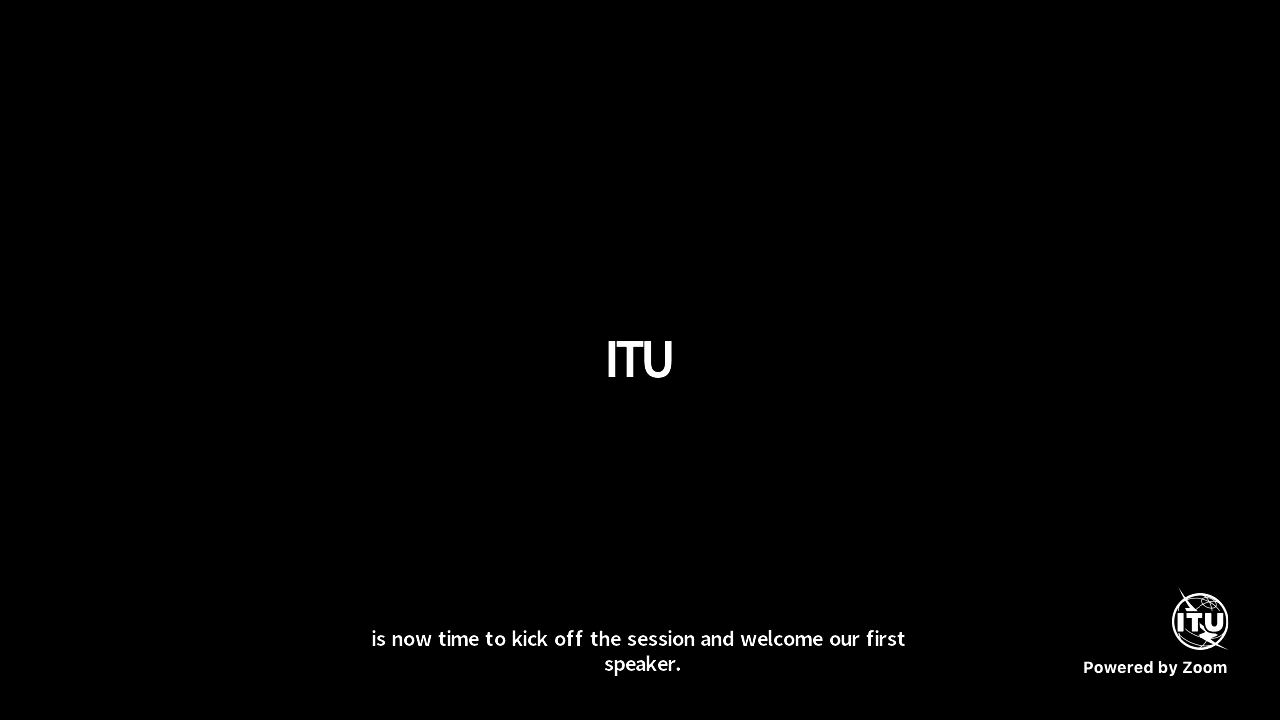 ITU
is now time to kick off the session and welcome our first
speaker.
ITU
Powered by Zoom